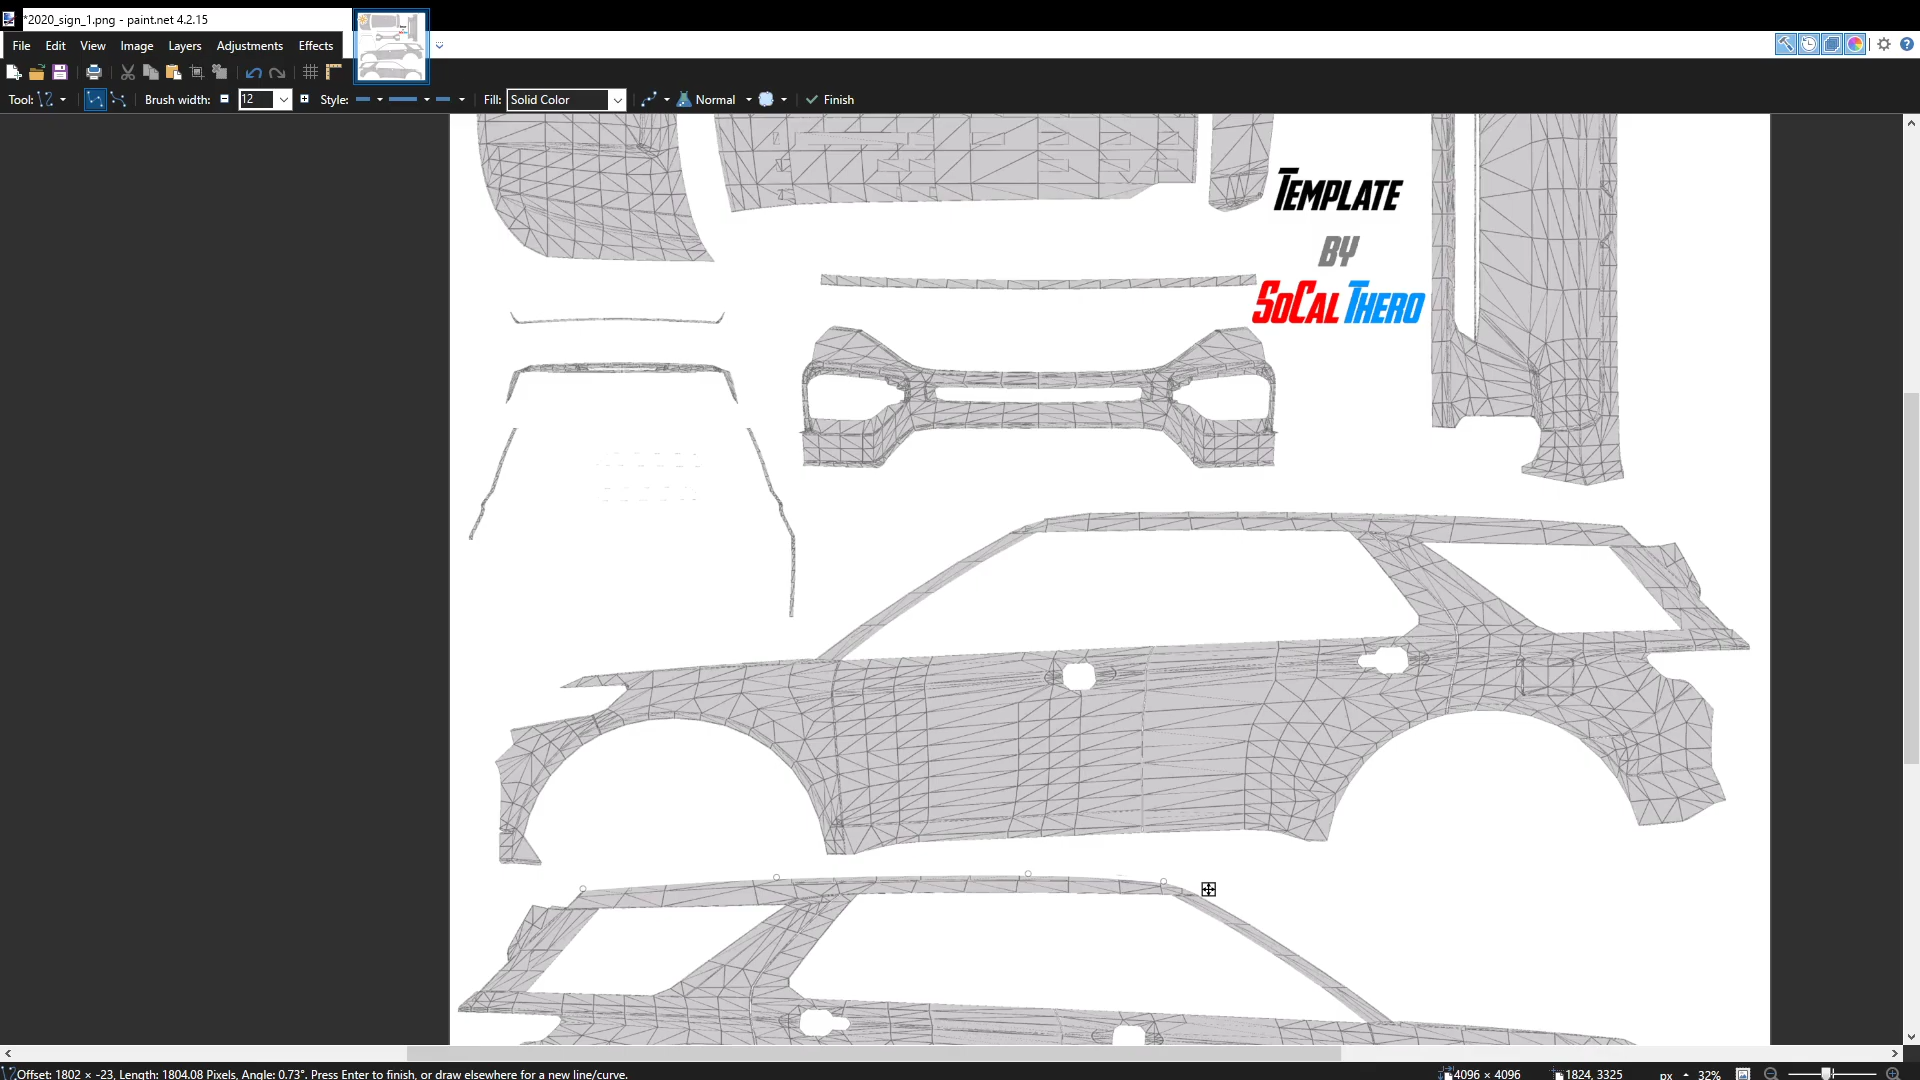 *2020_sign_1.png - paint.net 4.2.15
File Edit View Image Layers Adjustments Effects
Tool: Brush width: 12 Style: Fill: Solid Color Normal Finish
TEMPLATE
BY
SOCAL THERO
Offset: 1802 × -23, Length: 1804.08 Pixels, Angle: 0.73°. Press Enter to finish, or draw elsewhere for a new line/curve. 4096 × 4096 1824, 3325 px 32%